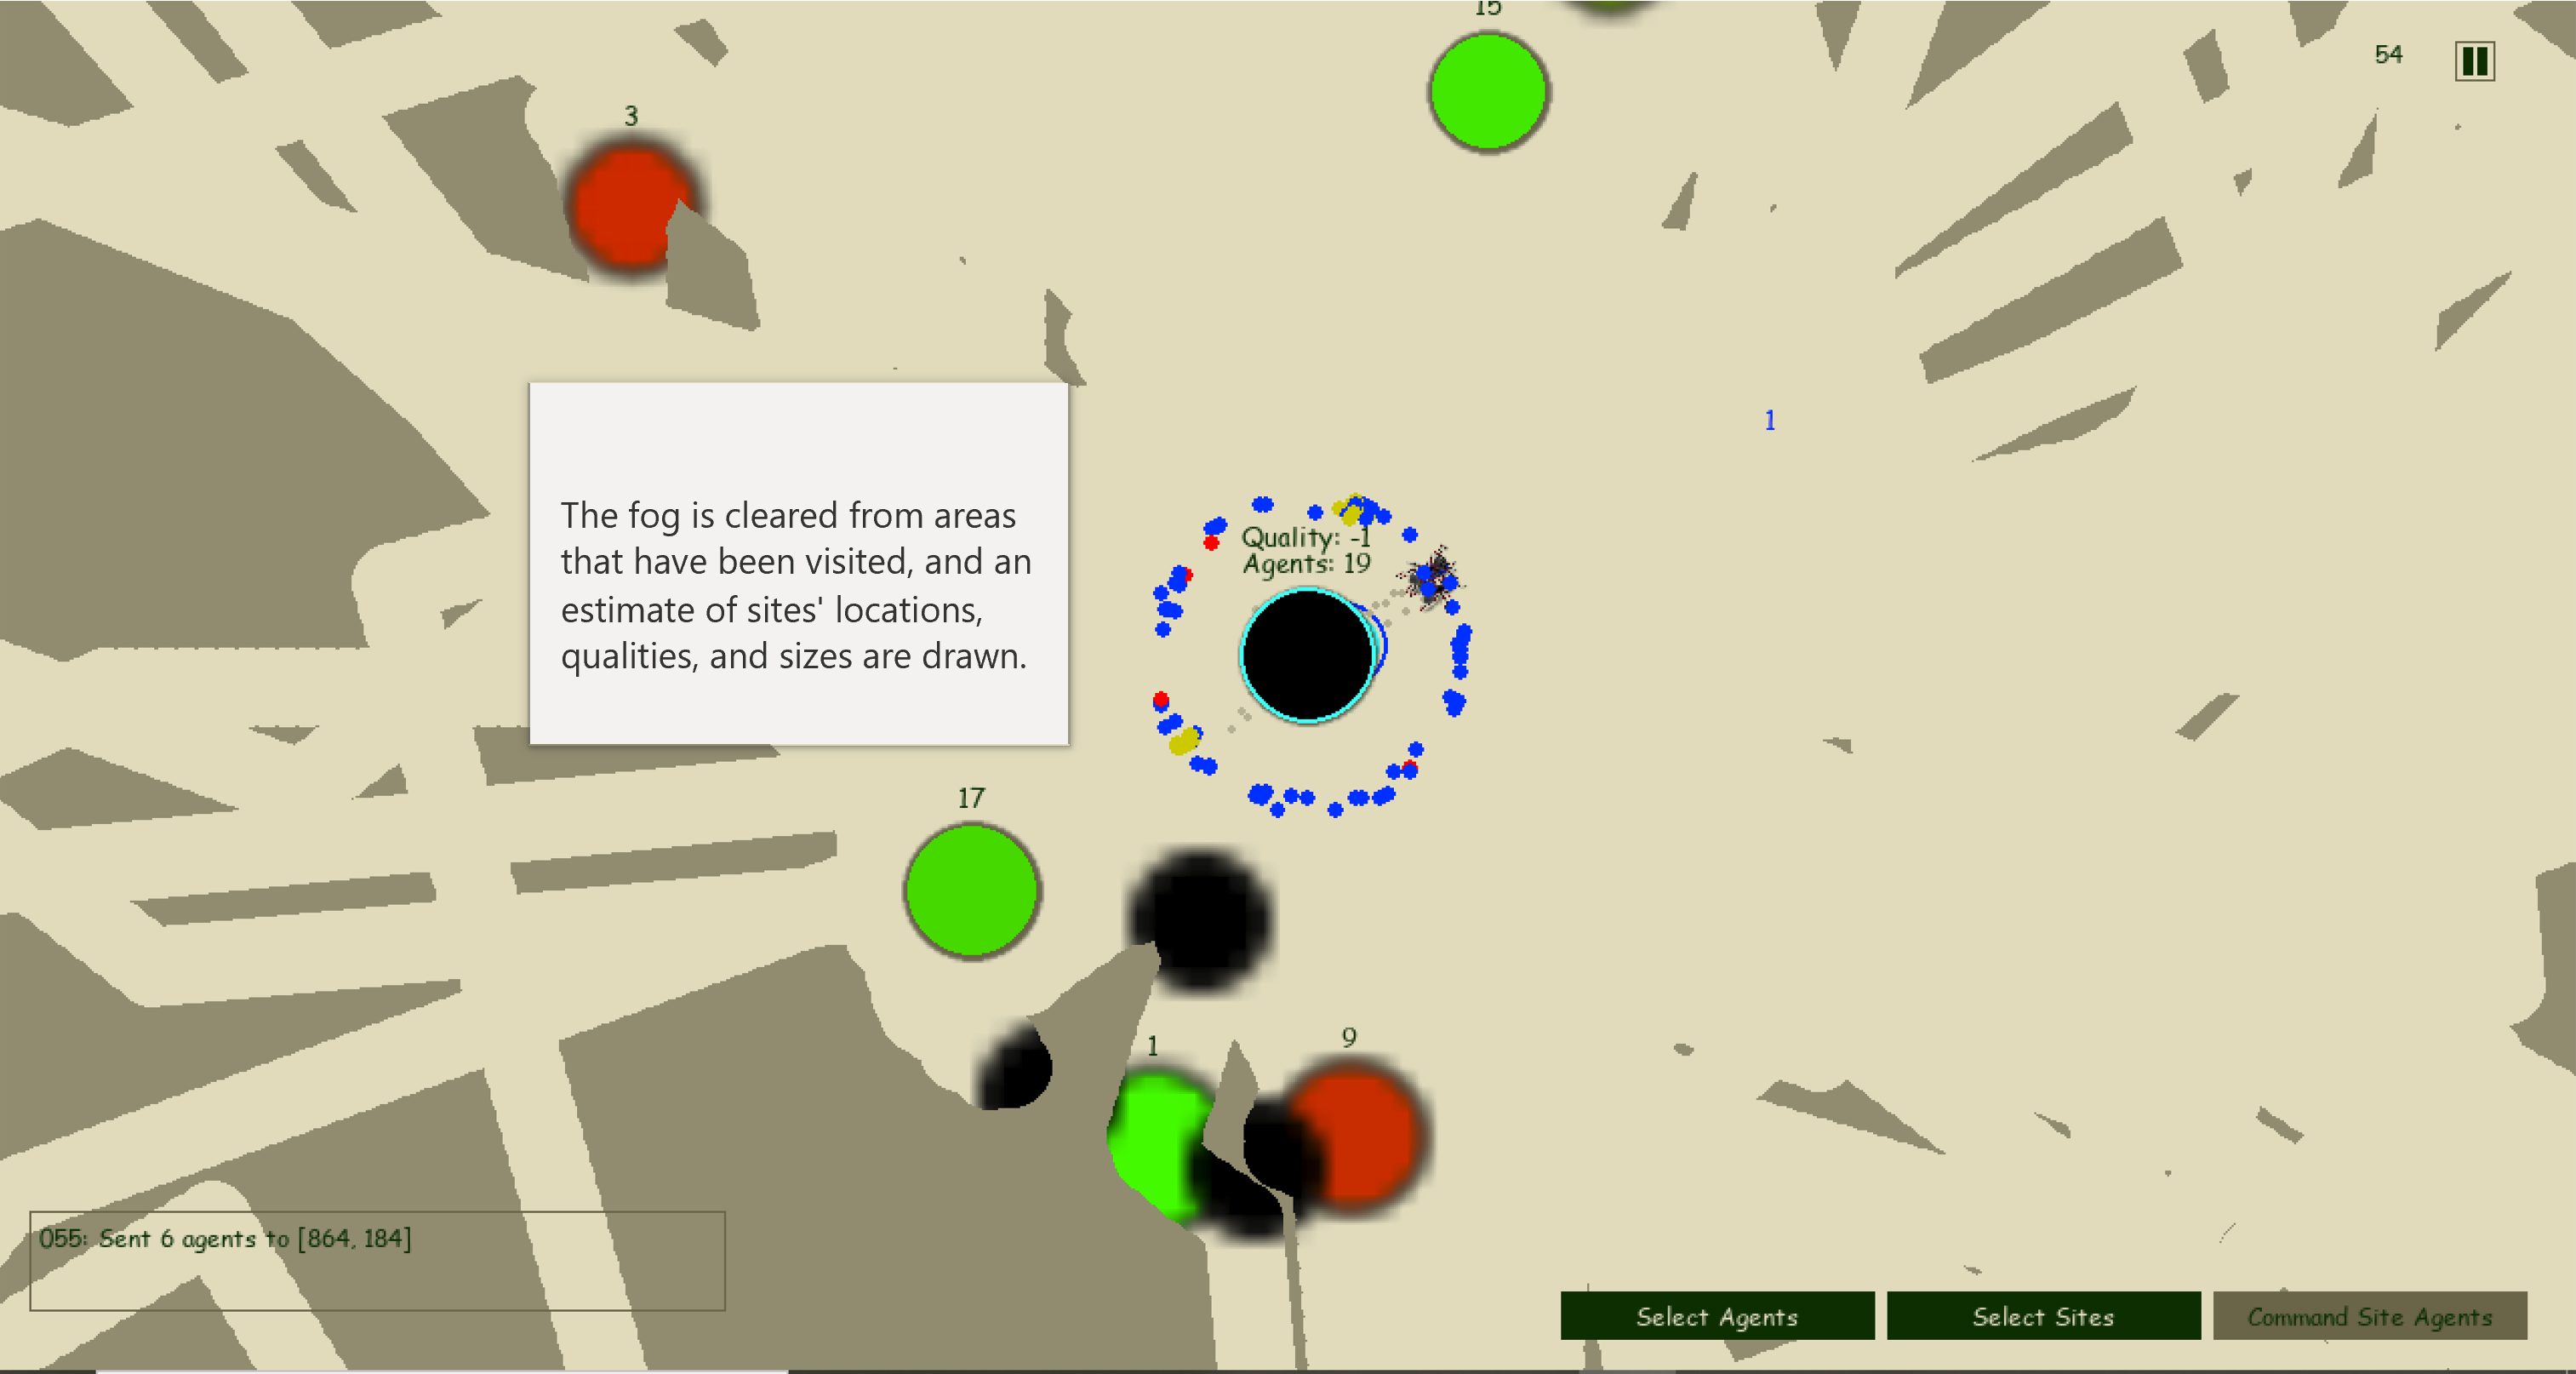 15
54
3
1
The fog is cleared from areas
that have been visited, and an
estimate of sites' locations,
qualities, and sizes are drawn.
Quality: -1
Agents: 19
17
1
9
055: Sent 6 agents to [864, 184]
Select Agents
Select Sites
Command Site Agents